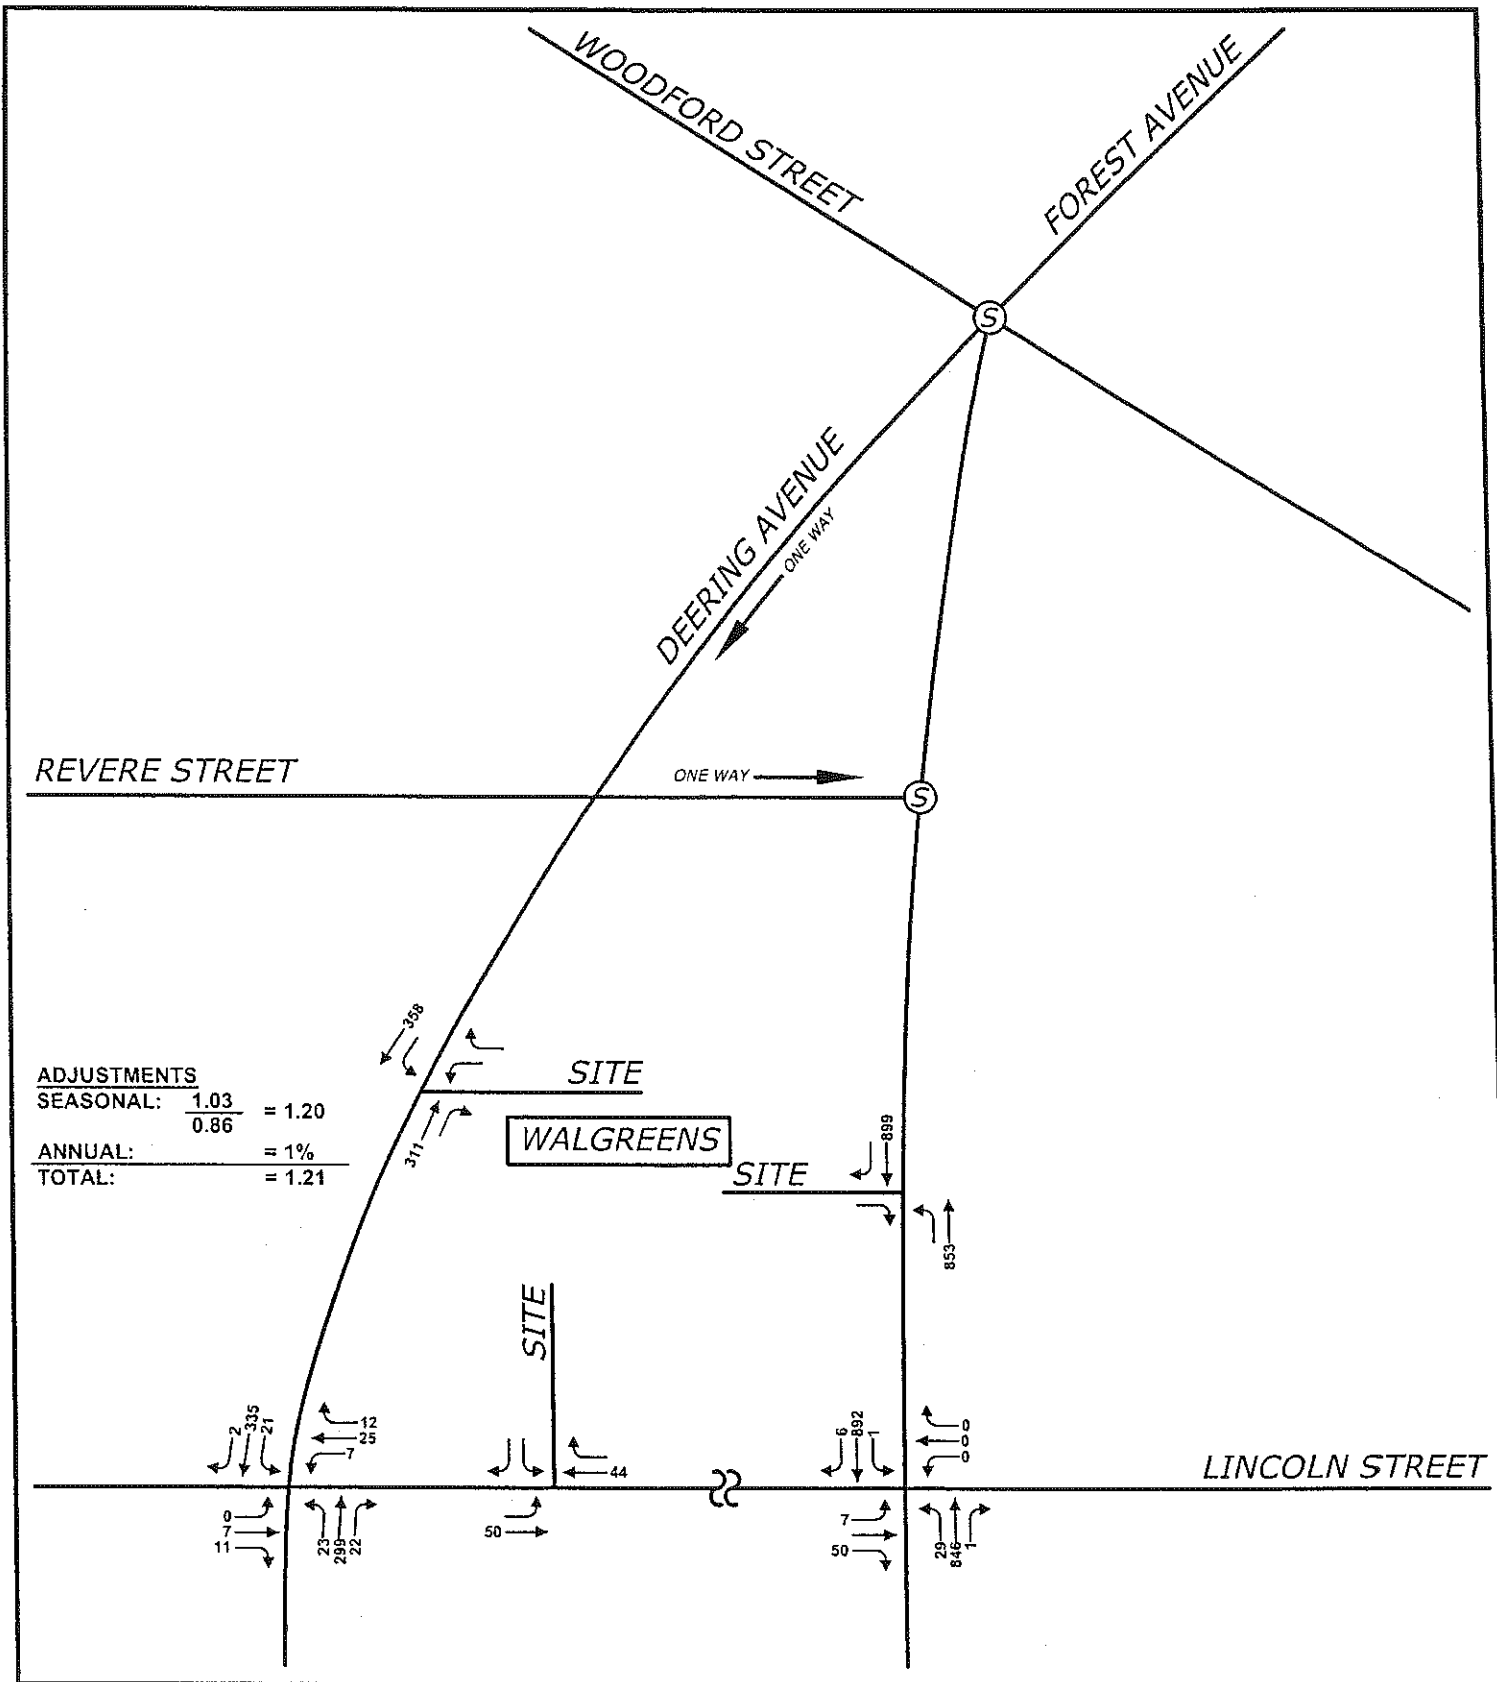 WOODFORD STREET
FOREST AVENUE
S
DEERING AVENUE
ONE WAY
REVERE STREET
ONE WAY
S
358
SITE
311
ADJUSTMENTS
SEASONAL: 1.03
0.86 = 1.20
ANNUAL: = 1%
TOTAL: = 1.21
WALGREENS
SITE
899
853
SITE
2
335
21
12
25
7
44
6
892
1
0
0
0
LINCOLN STREET
0
7
11
23
299
22
50
7
50
29
846
1